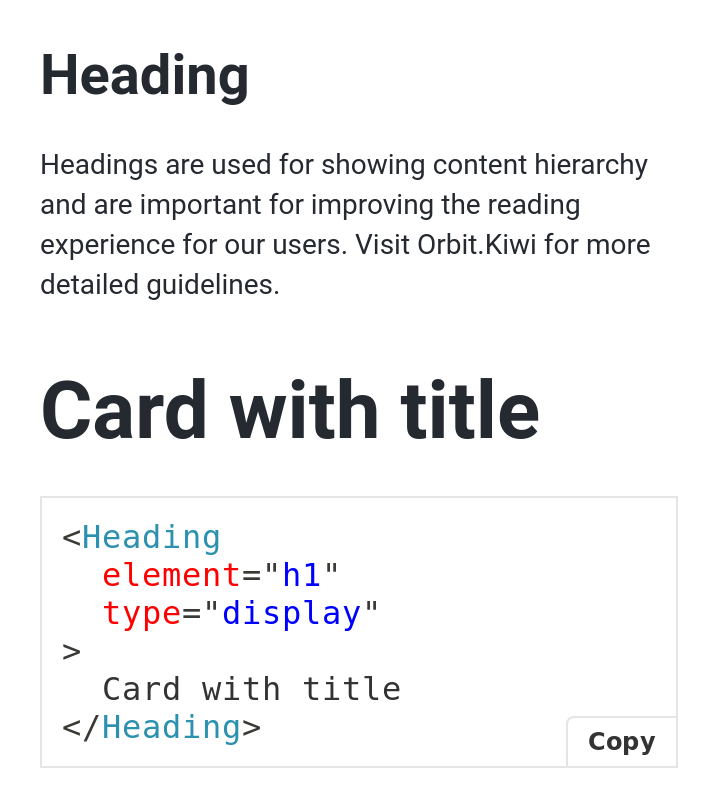 Heading
Headings are used for showing content hierarchy
and are important for improving the reading
experience for our users. Visit Orbit.Kiwi for more
detailed guidelines.
Card with title
<Heading
  element="h1"
  type="display"
>
  Card with title
</Heading>
Copy